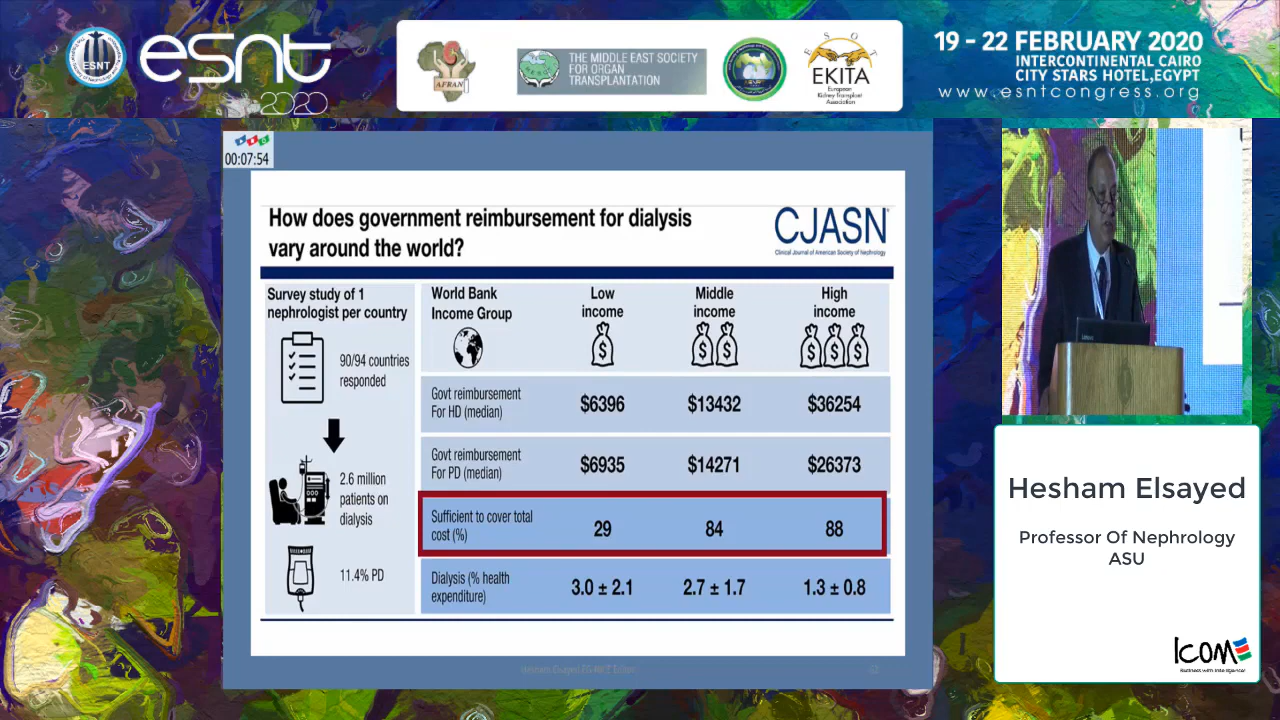 ESNT
esnt
2020
AFRAN
THE MIDDLE EAST SOCIETY
FOR ORGAN
TRANSPLANTATION
ESOT
EKITA
European
Kidney Transplant
Association
19 - 22 FEBRUARY 2020
INTERCONTINENTAL CAIRO
CITY STARS HOTEL,EGYPT
www.esntcongress.org
00:07:54
How does government reimbursement for dialysis
vary around the world?
CJASN
Clinical Journal of American Society of Nephrology
Survey study of 1
nephrologist per country
90/94 countries
responded
2.6 million
patients on
dialysis
11.4% PD
World Bank
Income Group
Low
income
Middle
income
High
income
Govt reimbursement
For HD (median)
$6396
$13432
$36254
Govt reimbursement
For PD (median)
$6935
$14271
$26373
Sufficient to cover total
cost (%)
29
84
88
Dialysis (% health
expenditure)
3.0 ± 2.1
2.7 ± 1.7
1.3 ± 0.8
Hesham Elsayed
Professor Of Nephrology
ASU
Icom